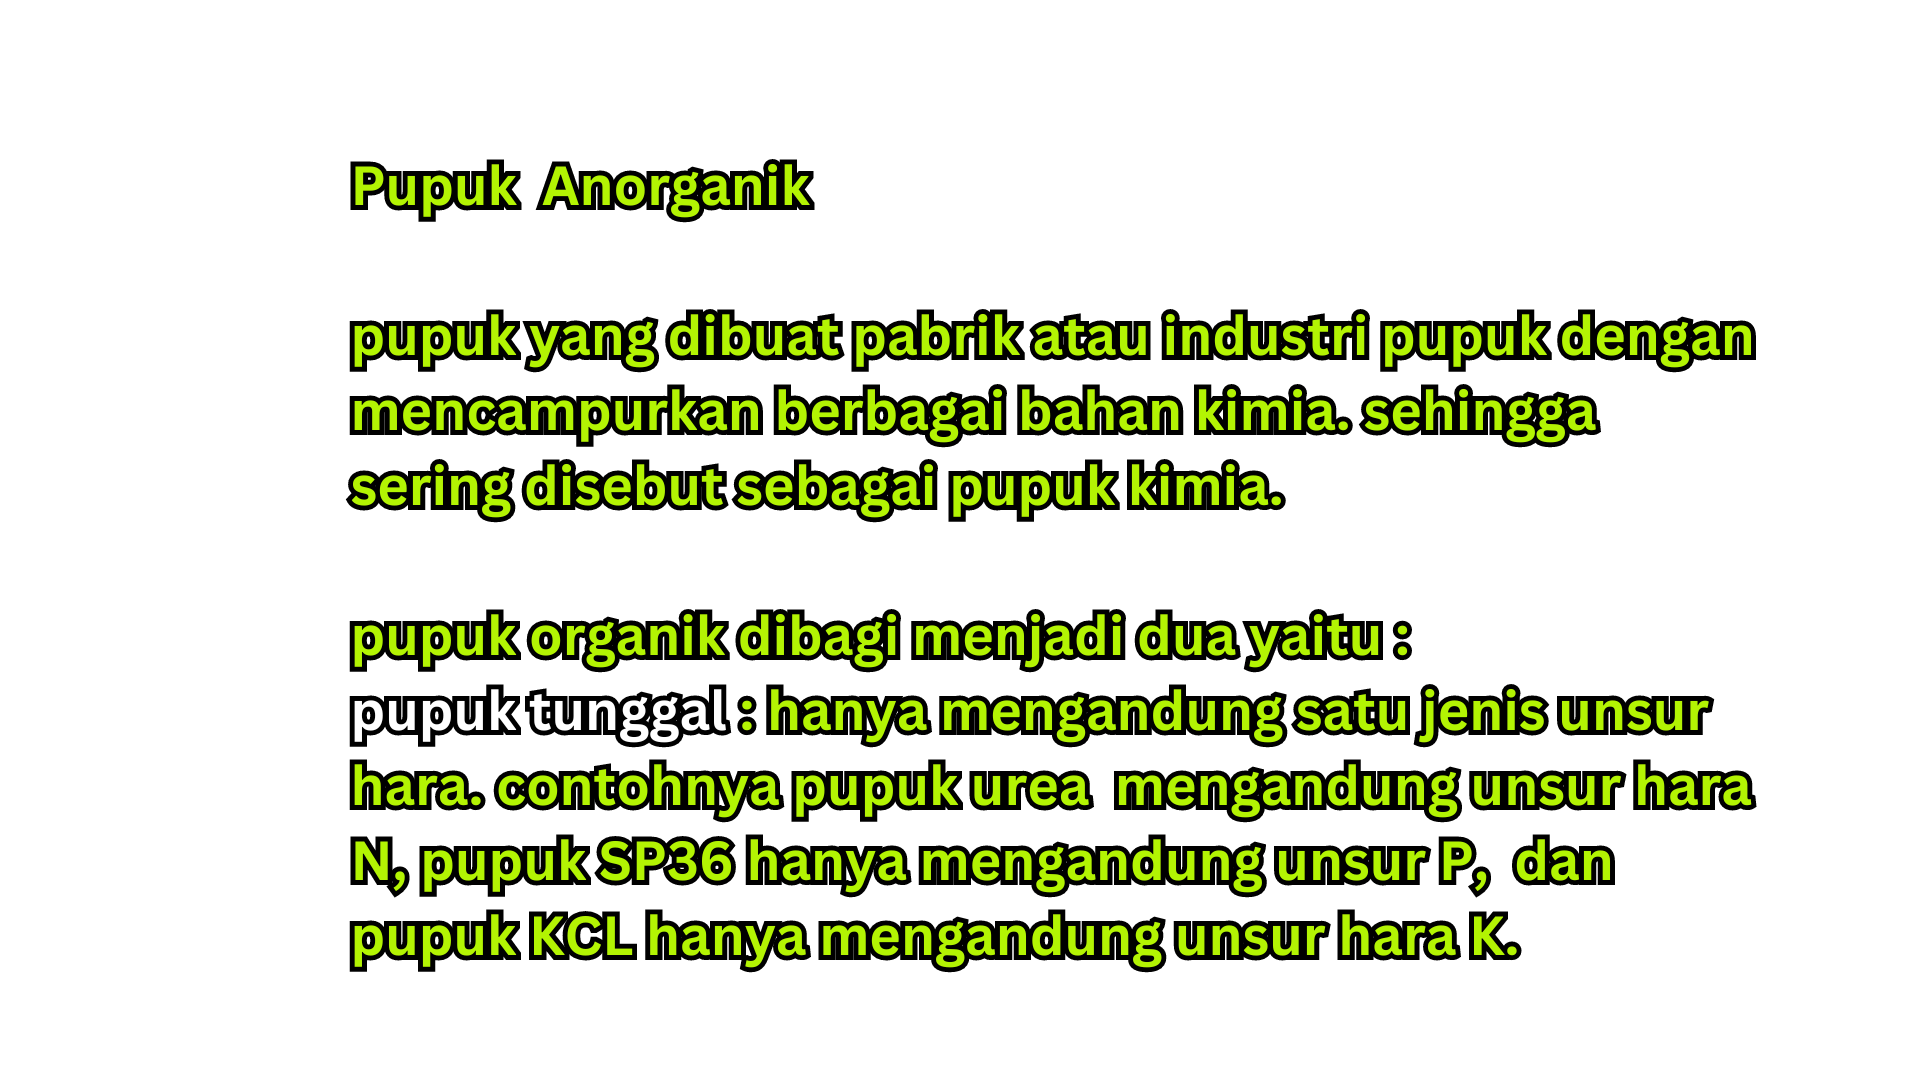 Pupuk  Anorganik
pupuk yang dibuat pabrik atau industri pupuk dengan
mencampurkan berbagai bahan kimia. sehingga
sering disebut sebagai pupuk kimia.
pupuk organik dibagi menjadi dua yaitu :
pupuk tunggal : hanya mengandung satu jenis unsur
hara. contohnya pupuk urea  mengandung unsur hara
N, pupuk SP36 hanya mengandung unsur P,  dan
pupuk KCL hanya mengandung unsur hara K.